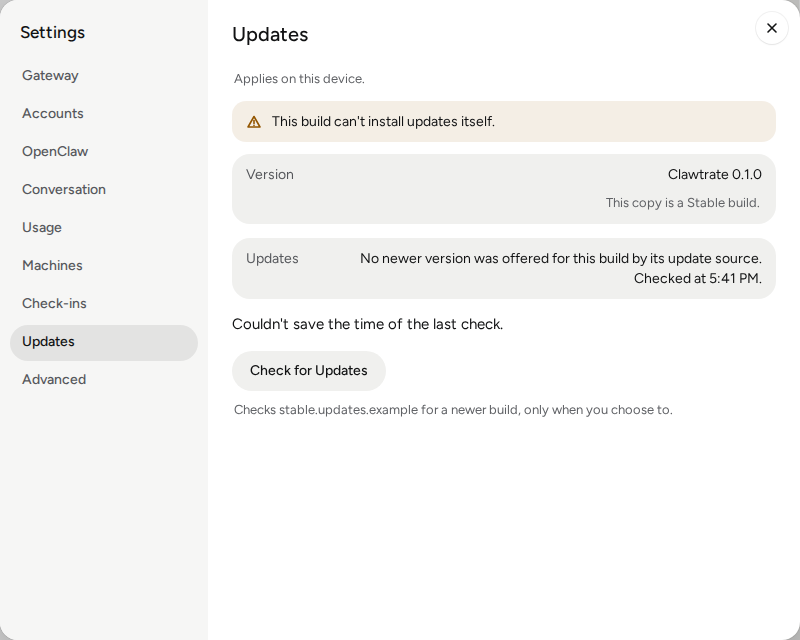 Settings
Gateway
Accounts
OpenClaw
Conversation
Usage
Machines
Check-ins
Updates
Advanced
Updates
Applies on this device.
This build can't install updates itself.
Version
Clawtrate 0.1.0
This copy is a Stable build.
Updates
No newer version was offered for this build by its update source.
Checked at 5:41 PM.
Couldn't save the time of the last check.
Check for Updates
Checks stable.updates.example for a newer build, only when you choose to.